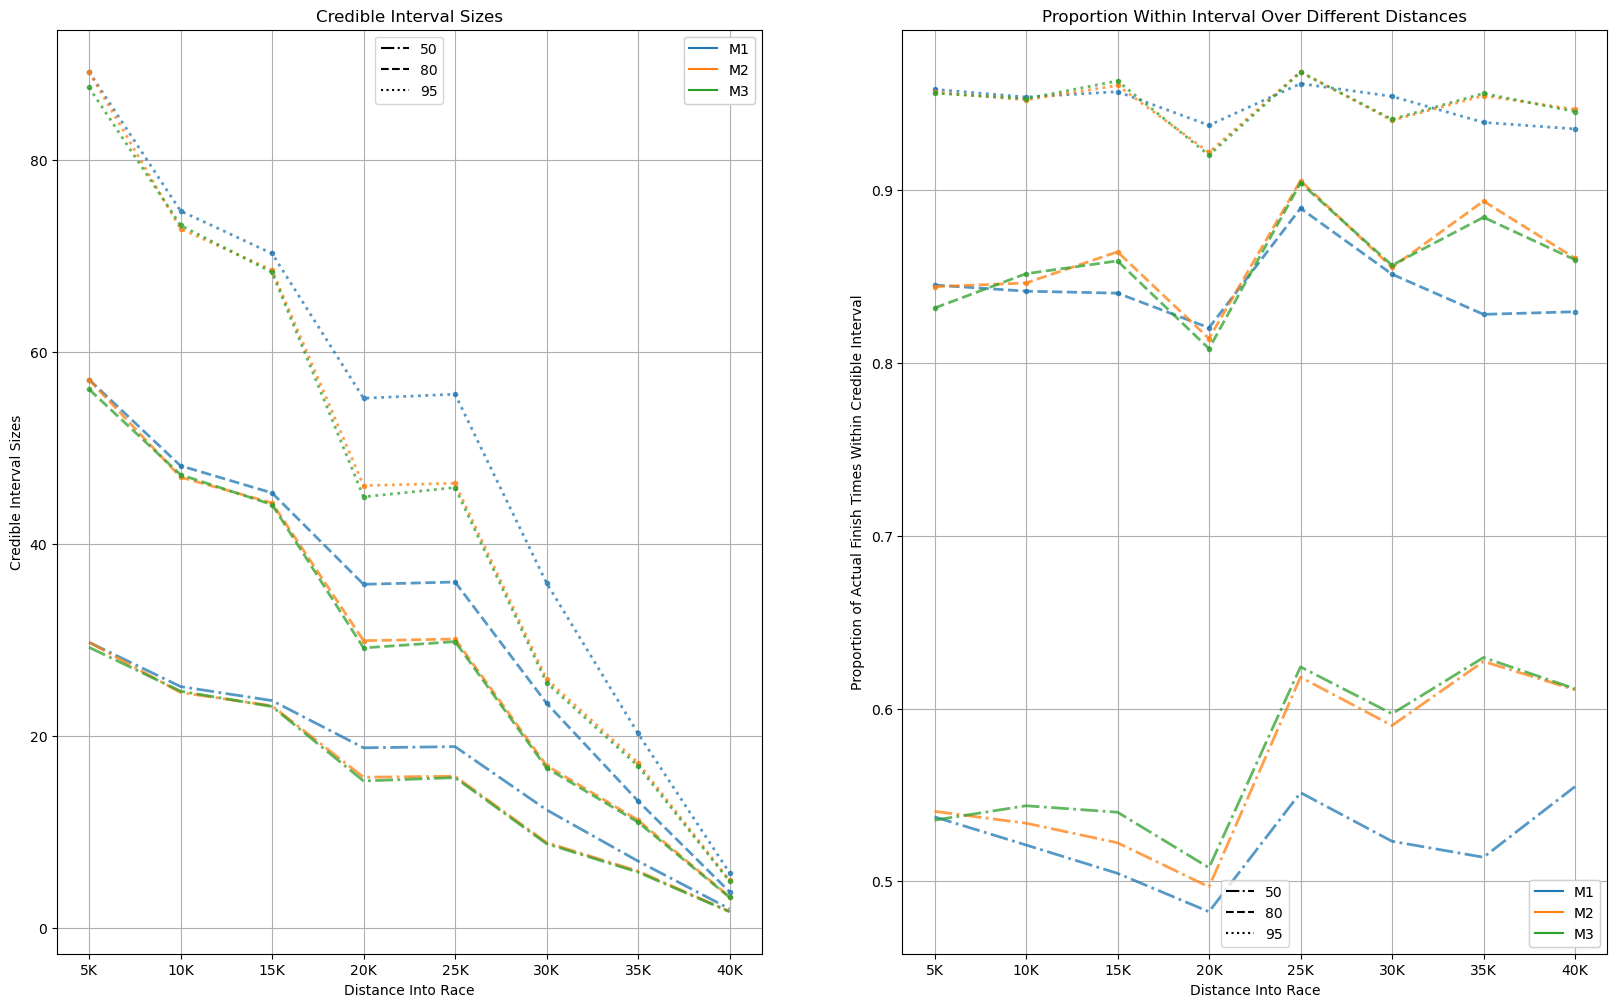 Credible Interval Sizes
50
80
95
M1
M2
M3
Credible Interval Sizes
80
60
40
20
0
5K 10K 15K 20K 25K 30K 35K 40K
Distance Into Race
Proportion Within Interval Over Different Distances
Proportion of Actual Finish Times Within Credible Interval
0.9
0.8
0.7
0.6
0.5
50
80
95
M1
M2
M3
5K 10K 15K 20K 25K 30K 35K 40K
Distance Into Race